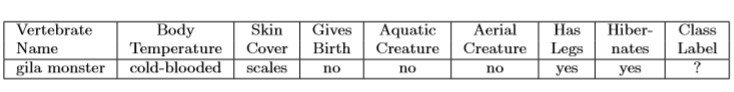 Vertebrate Body Skin Gives Aquatic Aerial Has Hiber- Class
Name Temperature Cover Birth Creature Creature Legs nates Label
gila monster cold-blooded scales no no no yes yes ?